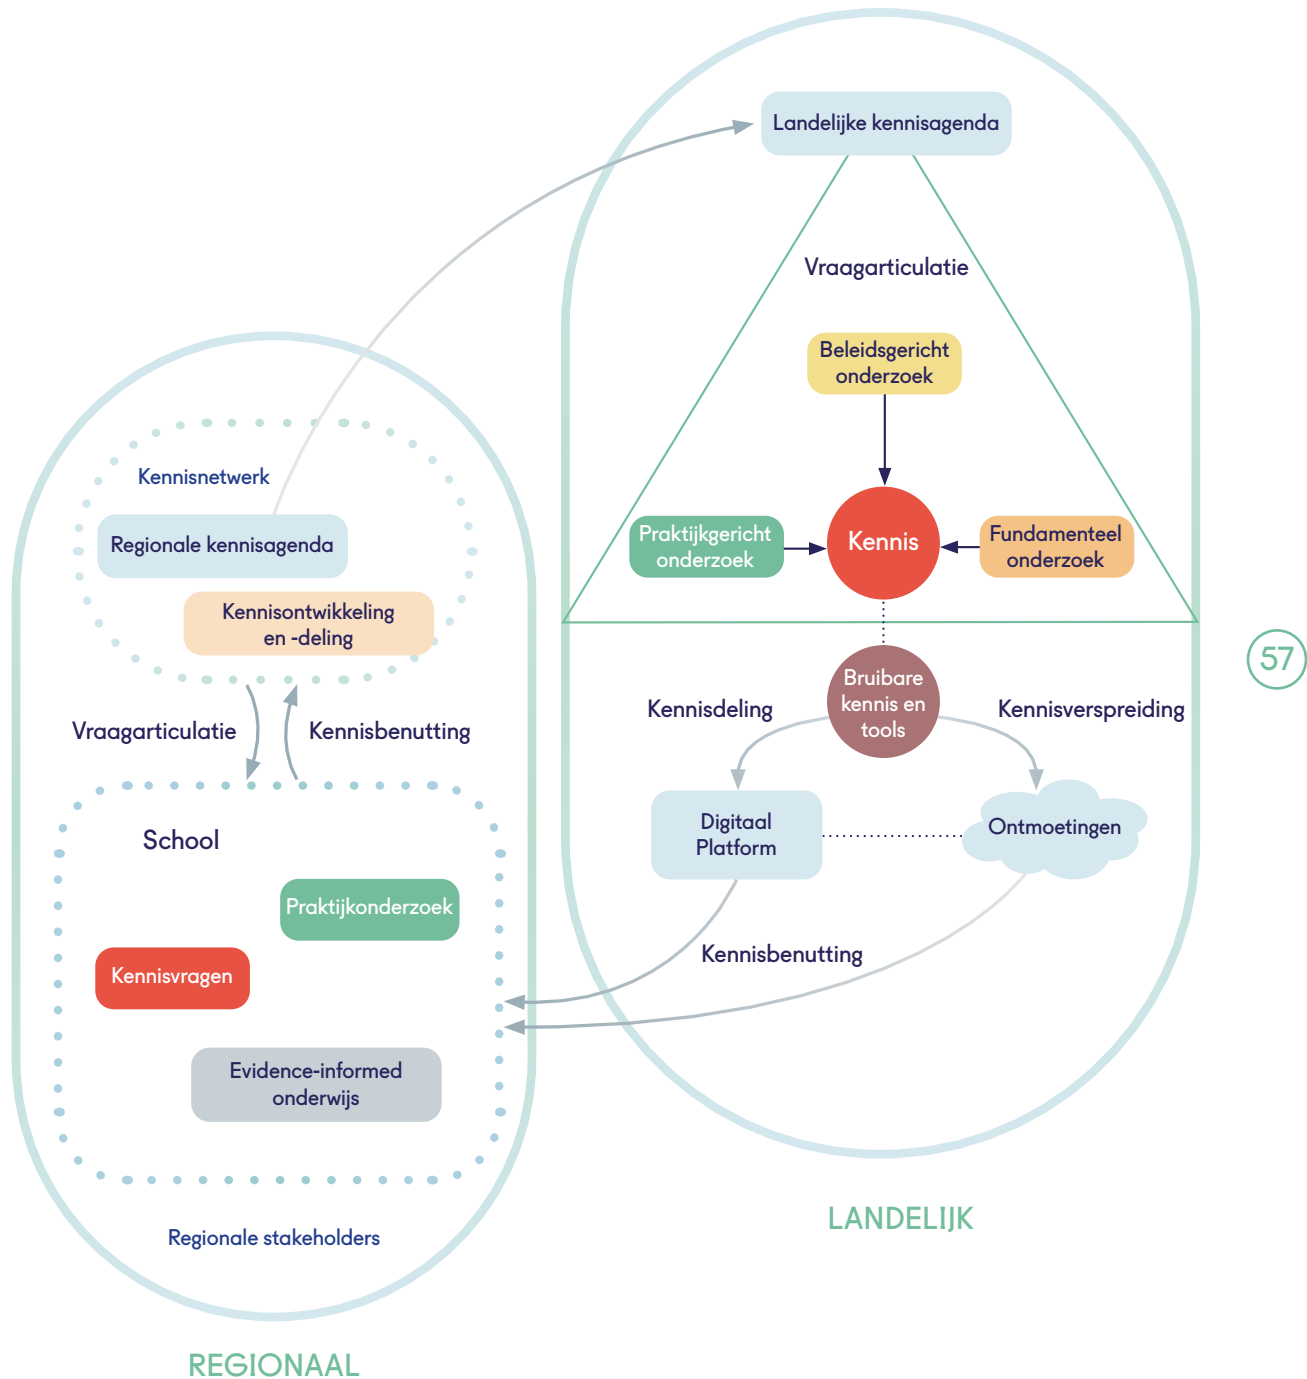 Landelijke kennisagenda
Vraagarticulatie
Beleidsgericht
onderzoek
Praktijkgericht
onderzoek
Kennis
Fundamenteel
onderzoek
Bruibare
kennis en
tools
Kennisdeling
Kennisverspreiding
Digitaal
Platform
Ontmoetingen
Kennisbenutting
LANDELIJK
57
Kennisnetwerk
Regionale kennisagenda
Kennisontwikkeling
en -deling
Vraagarticulatie
Kennisbenutting
School
Praktijkonderzoek
Kennisvragen
Evidence-informed
onderwijs
Regionale stakeholders
REGIONAAL